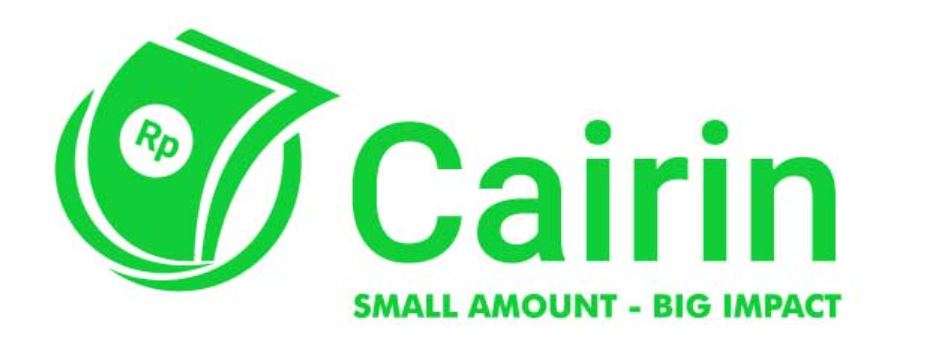 Rp
Cairin
SMALL AMOUNT - BIG IMPACT